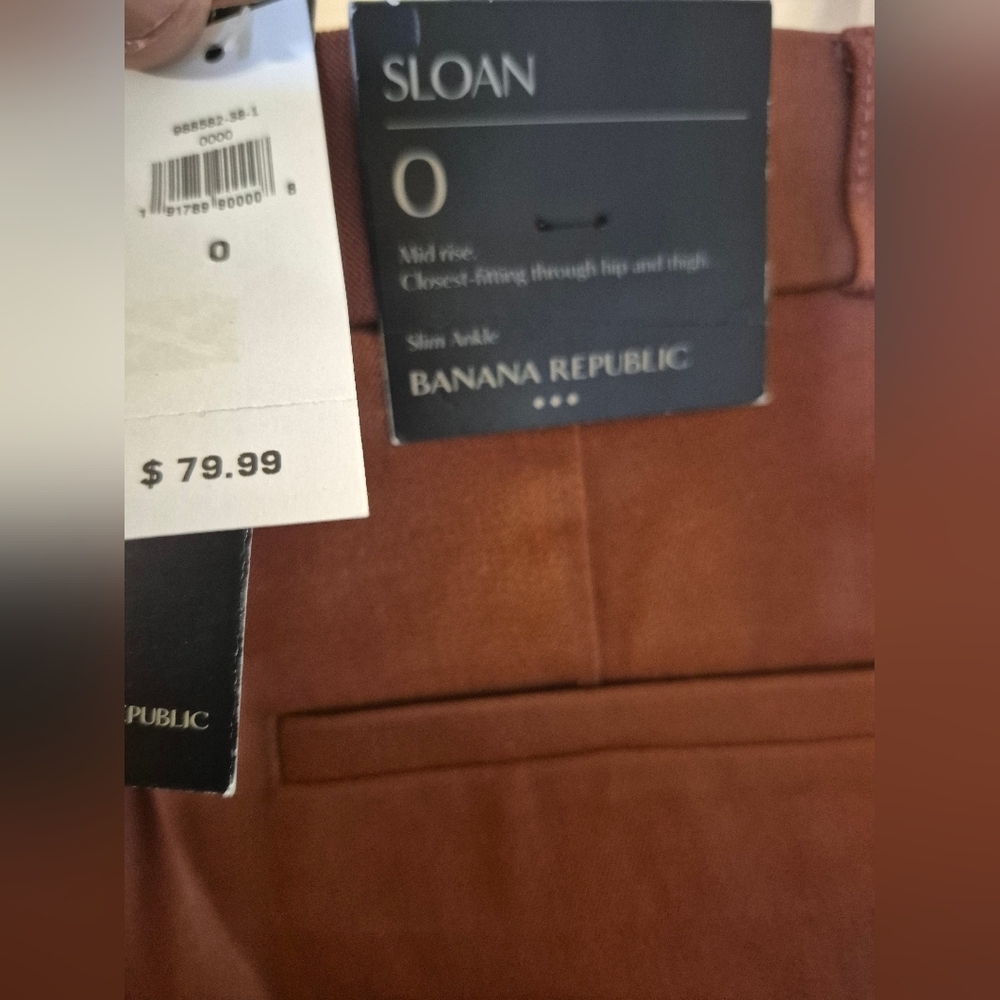 988582-38-1
0000
1 91789 90000 8
0
$ 79.99
PUBLIC
SLOAN
0
Mid rise.
Closest-fitting through hip and thigh.
Slim Ankle
BANANA REPUBLIC